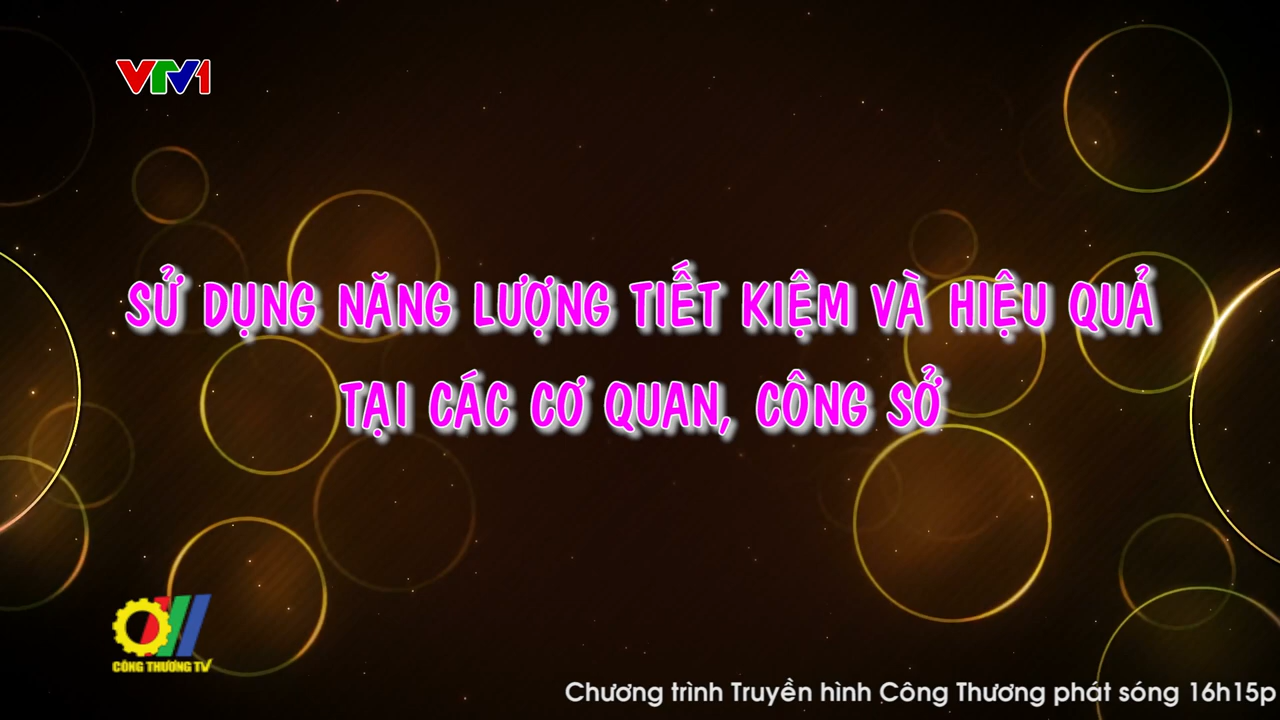 VTV1
SỬ DỤNG NĂNG LƯỢNG TIẾT KIỆM VÀ HIỆU QUẢ
TẠI CÁC CƠ QUAN, CÔNG SỞ
CÔNG THƯƠNG TV
Chương trình Truyền hình Công Thương phát sóng 16h15p